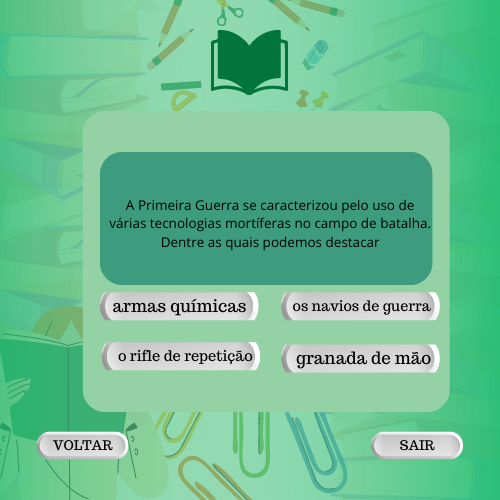 A Primeira Guerra se caracterizou pelo uso de
várias tecnologias mortíferas no campo de batalha.
Dentre as quais podemos destacar
armas químicas
os navios de guerra
o rifle de repetição
granada de mão
VOLTAR
SAIR